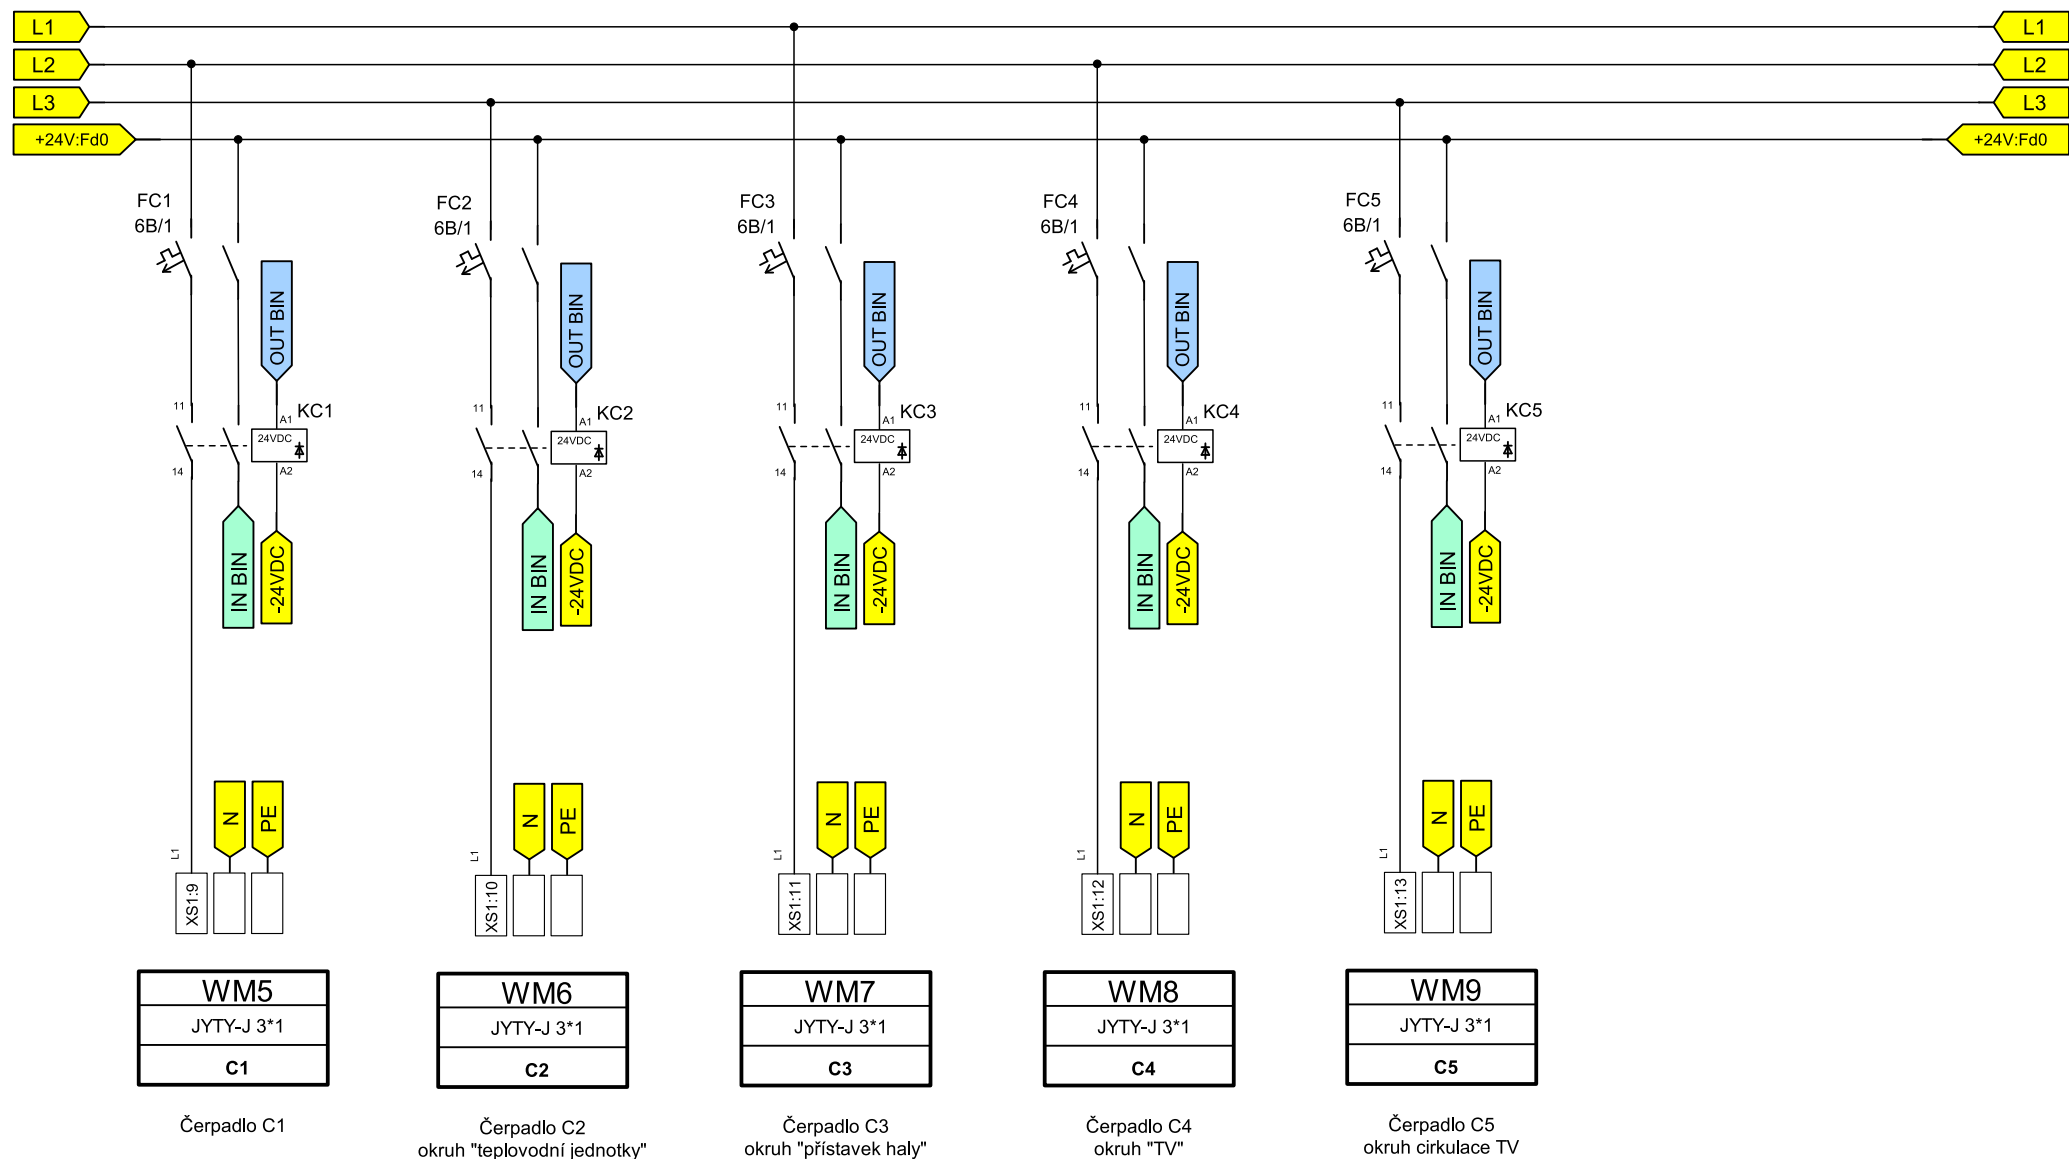 L1
L1
L2
L2
L3
L3
+24V:Fd0
+24V:Fd0
FC1
6B/1
FC2
6B/1
FC3
6B/1
FC4
6B/1
FC5
6B/1
OUT BIN
OUT BIN
OUT BIN
OUT BIN
OUT BIN
11
A1
KC1
24VDC
14
A2
11
A1
KC2
24VDC
14
A2
11
A1
KC3
24VDC
14
A2
11
A1
KC4
24VDC
14
A2
11
A1
KC5
24VDC
14
A2
IN BIN
-24VDC
IN BIN
-24VDC
IN BIN
-24VDC
IN BIN
-24VDC
IN BIN
-24VDC
N
PE
N
PE
N
PE
N
PE
N
PE
L1
L1
L1
L1
L1
XS1:9
XS1:10
XS1:11
XS1:12
XS1:13
WM5
JYTY-J 3*1
C1
WM6
JYTY-J 3*1
C2
WM7
JYTY-J 3*1
C3
WM8
JYTY-J 3*1
C4
WM9
JYTY-J 3*1
C5
Čerpadlo C1
Čerpadlo C2
okruh "teplovodní jednotky"
Čerpadlo C3
okruh "přístavek haly"
Čerpadlo C4
okruh "TV"
Čerpadlo C5
okruh cirkulace TV